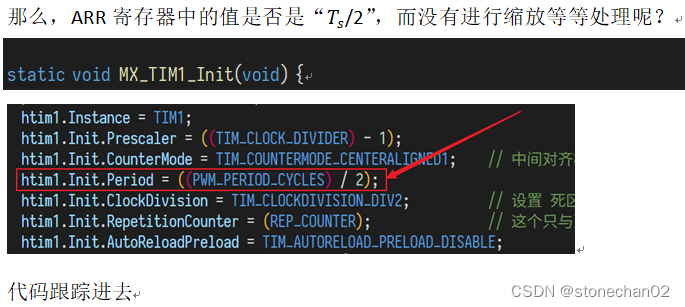 那么，ARR 寄存器中的值是否是“Ts/2”，而没有进行缩放等等处理呢？
static void MX_TIM1_Init(void) {
htim1.Instance = TIM1;
htim1.Init.Prescaler = ((TIM_CLOCK_DIVIDER) - 1);
htim1.Init.CounterMode = TIM_COUNTERMODE_CENTERALIGNED1; // 中间对齐
htim1.Init.Period = ((PWM_PERIOD_CYCLES) / 2);
htim1.Init.ClockDivision = TIM_CLOCKDIVISION_DIV2; // 设置 死区
htim1.Init.RepetitionCounter = (REP_COUNTER); // 这个只与
htim1.Init.AutoReloadPreload = TIM_AUTORELOAD_PRELOAD_DISABLE;
代码跟踪进去
CSDN @stonechan02